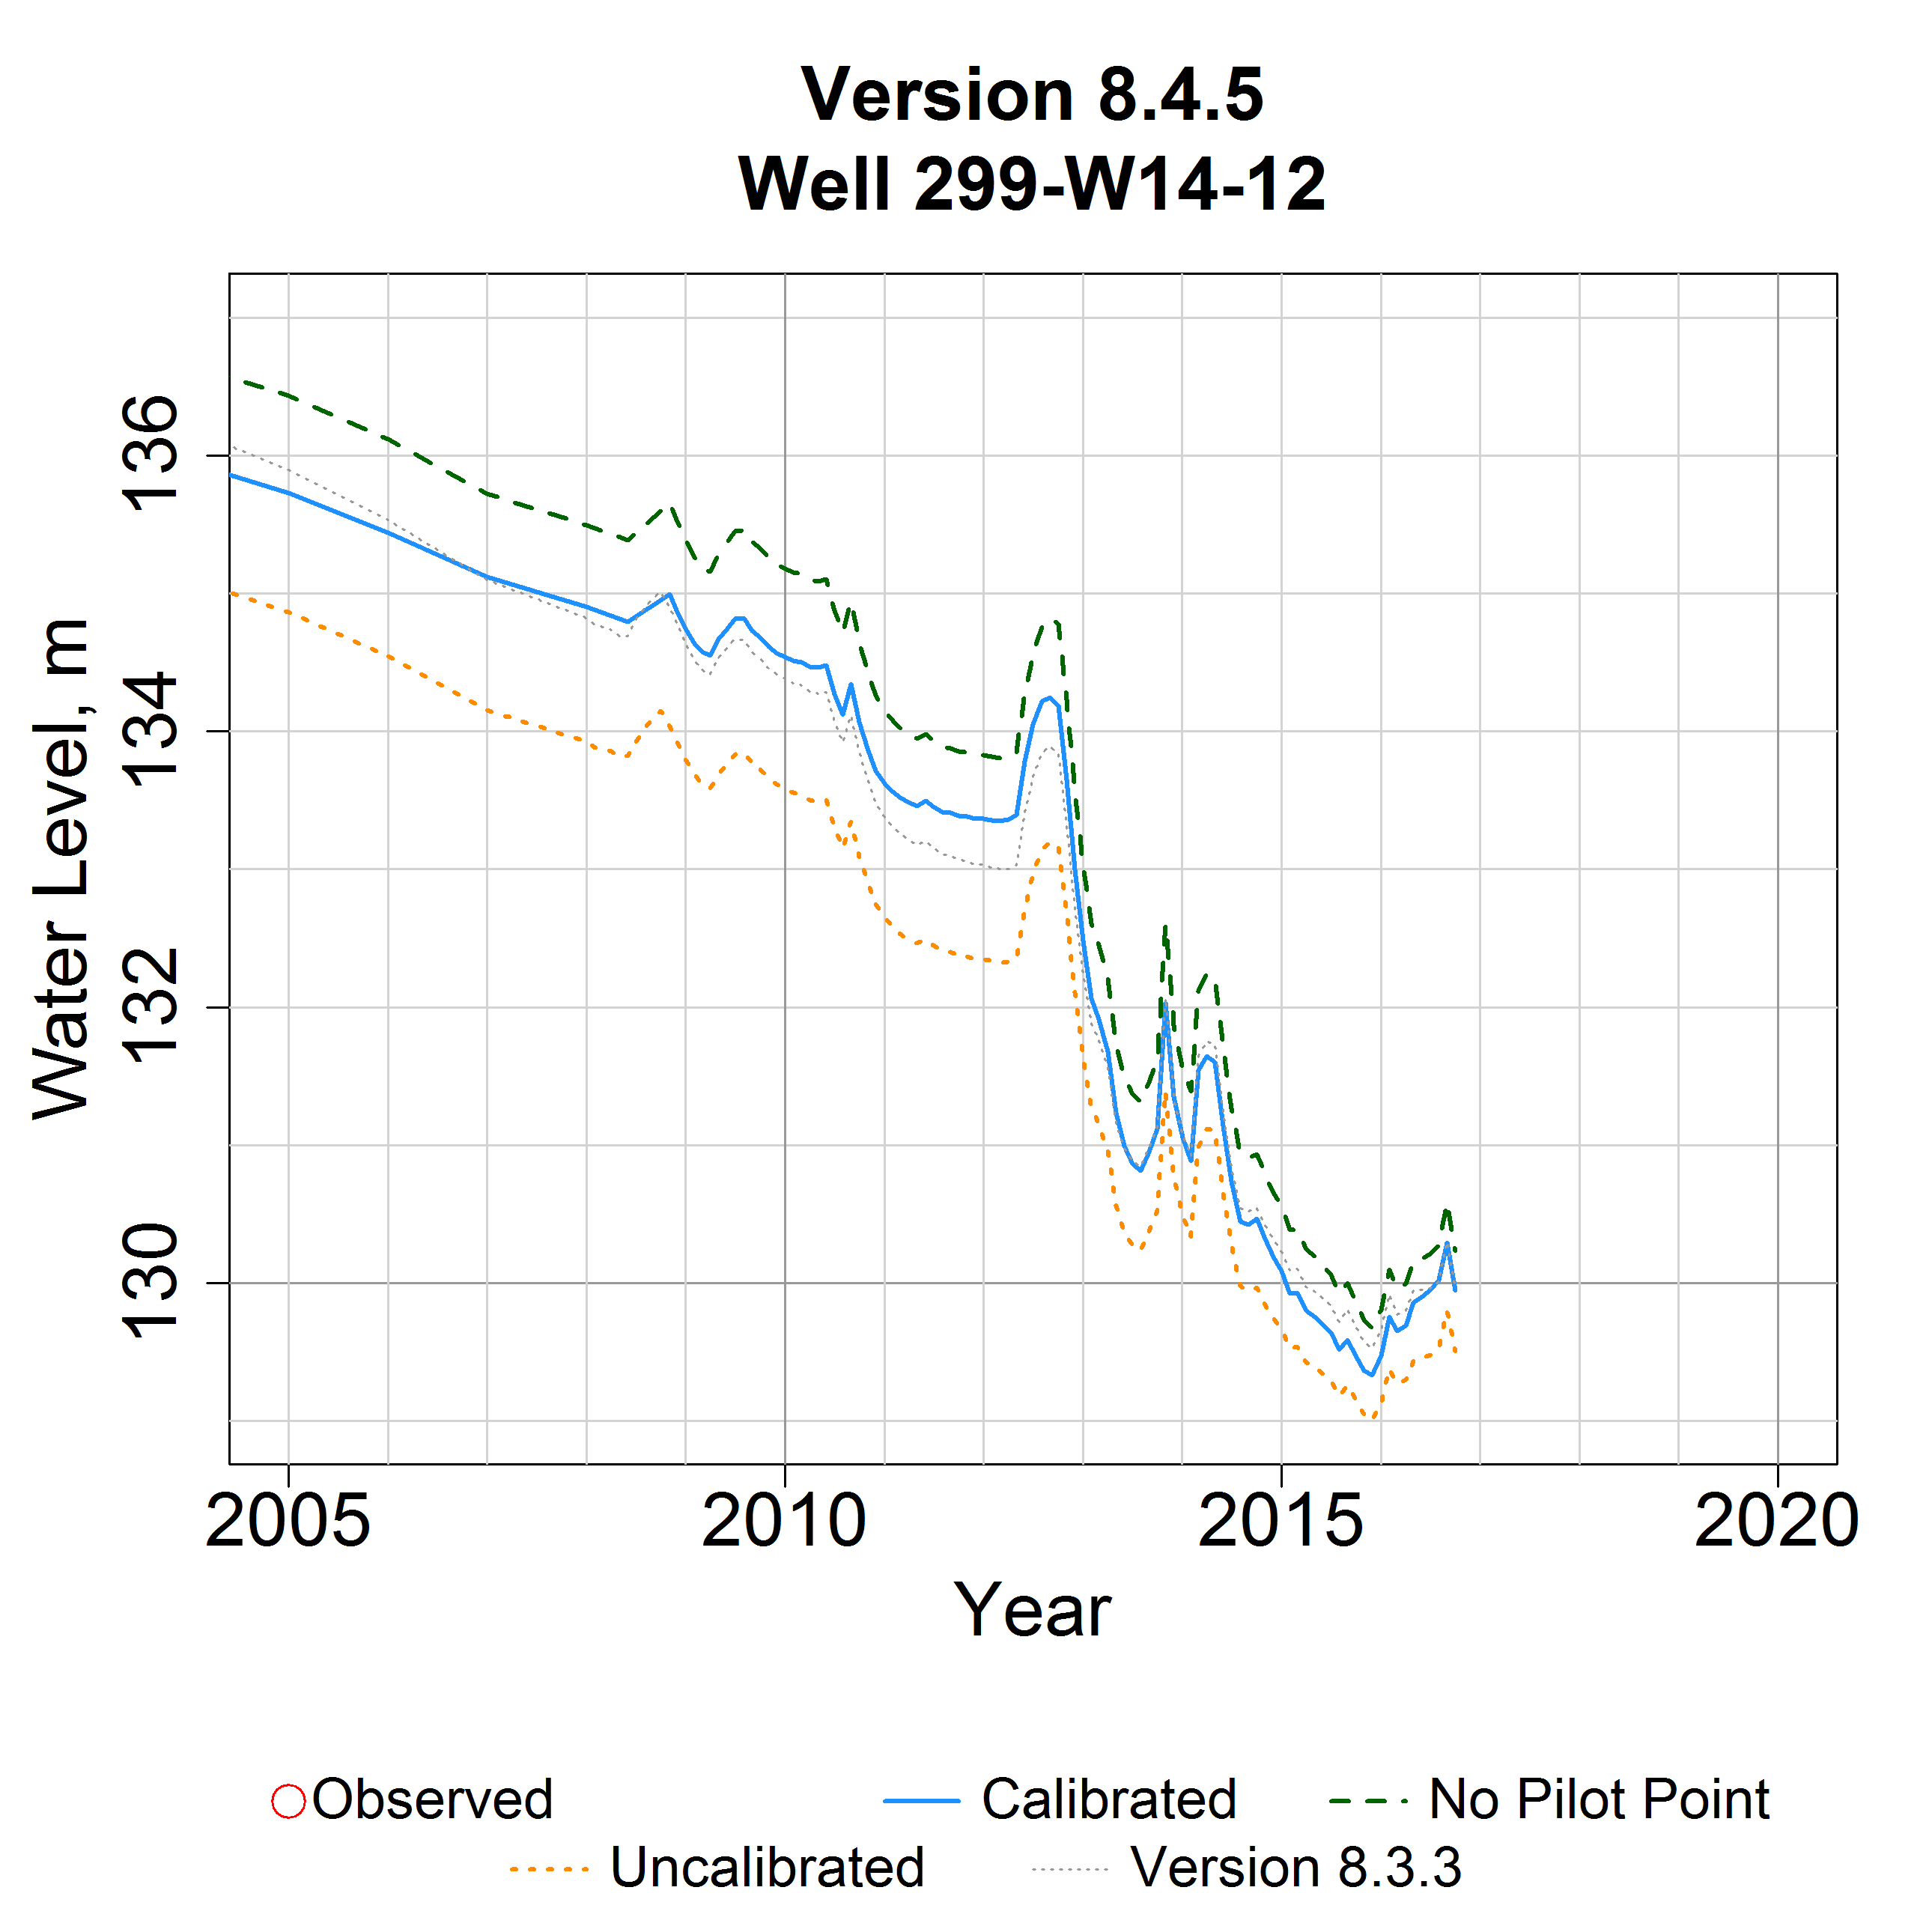 Version 8.4.5
Well 299-W14-12
Water Level, m
136
134
132
130
2005 2010 2015 2020
Year
Observed Calibrated No Pilot Point
Uncalibrated Version 8.3.3